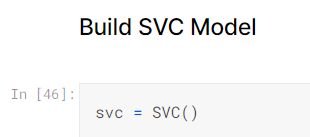 Build SVC Model
In [46]:
svc = SVC()